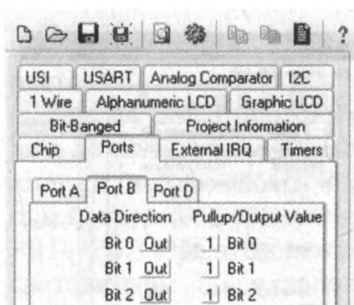 ?
USI USART Analog Comparator I2C
1 Wire Alphanumeric LCD Graphic LCD
Bit-Banged Project Information
Chip Ports External IRQ Timers
Port A Port B Port D
Data Direction Pullup/Output Value
Bit 0 Out 1 Bit 0
Bit 1 Out 1 Bit 1
Bit 2 Out 1 Bit 2